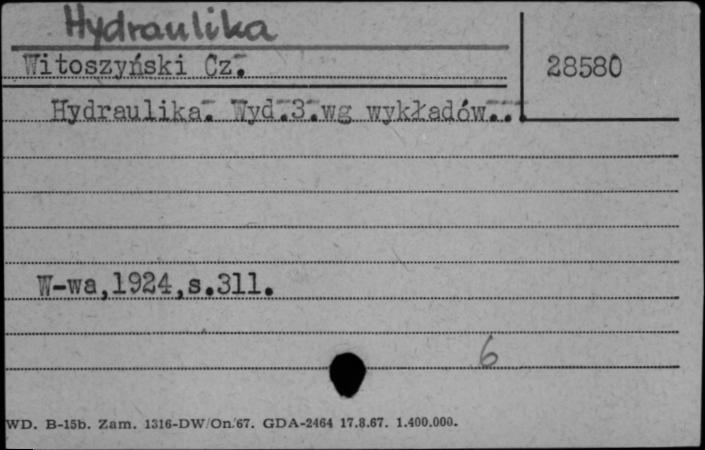 Hydraulika
Witoszyński Cz.
28580
Hydraulika. Wyd.3.wg wykładów...
W-wa,1924,s.311.
6
WD. B-15b. Zam. 1316-DW/On.'67. GDA-2464 17.8.67. 1.400.000.